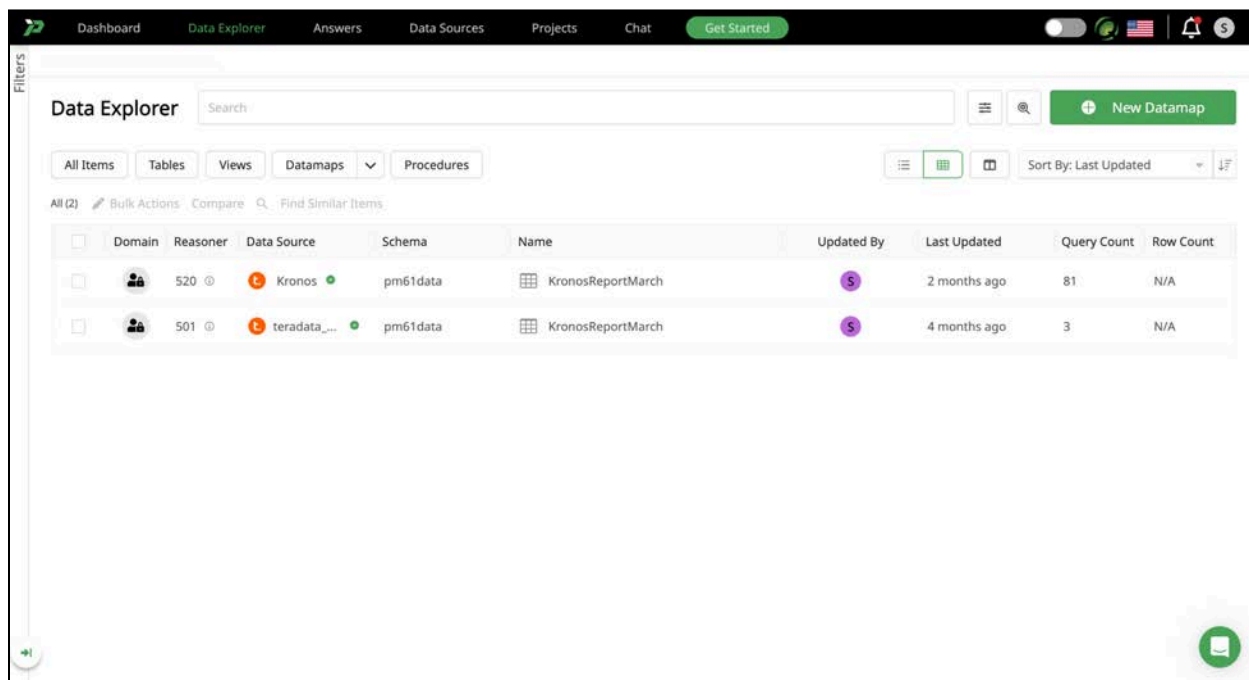 Dashboard Data Explorer Answers Data Sources Projects Chat Get Started S
Filters
Data Explorer Search New Datamap
All Items Tables Views Datamaps Procedures Sort By: Last Updated
All (2) Bulk Actions Compare Find Similar Items
Domain Reasoner Data Source Schema Name Updated By Last Updated Query Count Row Count
520 t Kronos pm61data KronosReportMarch S 2 months ago 81 N/A
501 t teradata_... pm61data KronosReportMarch S 4 months ago 3 N/A